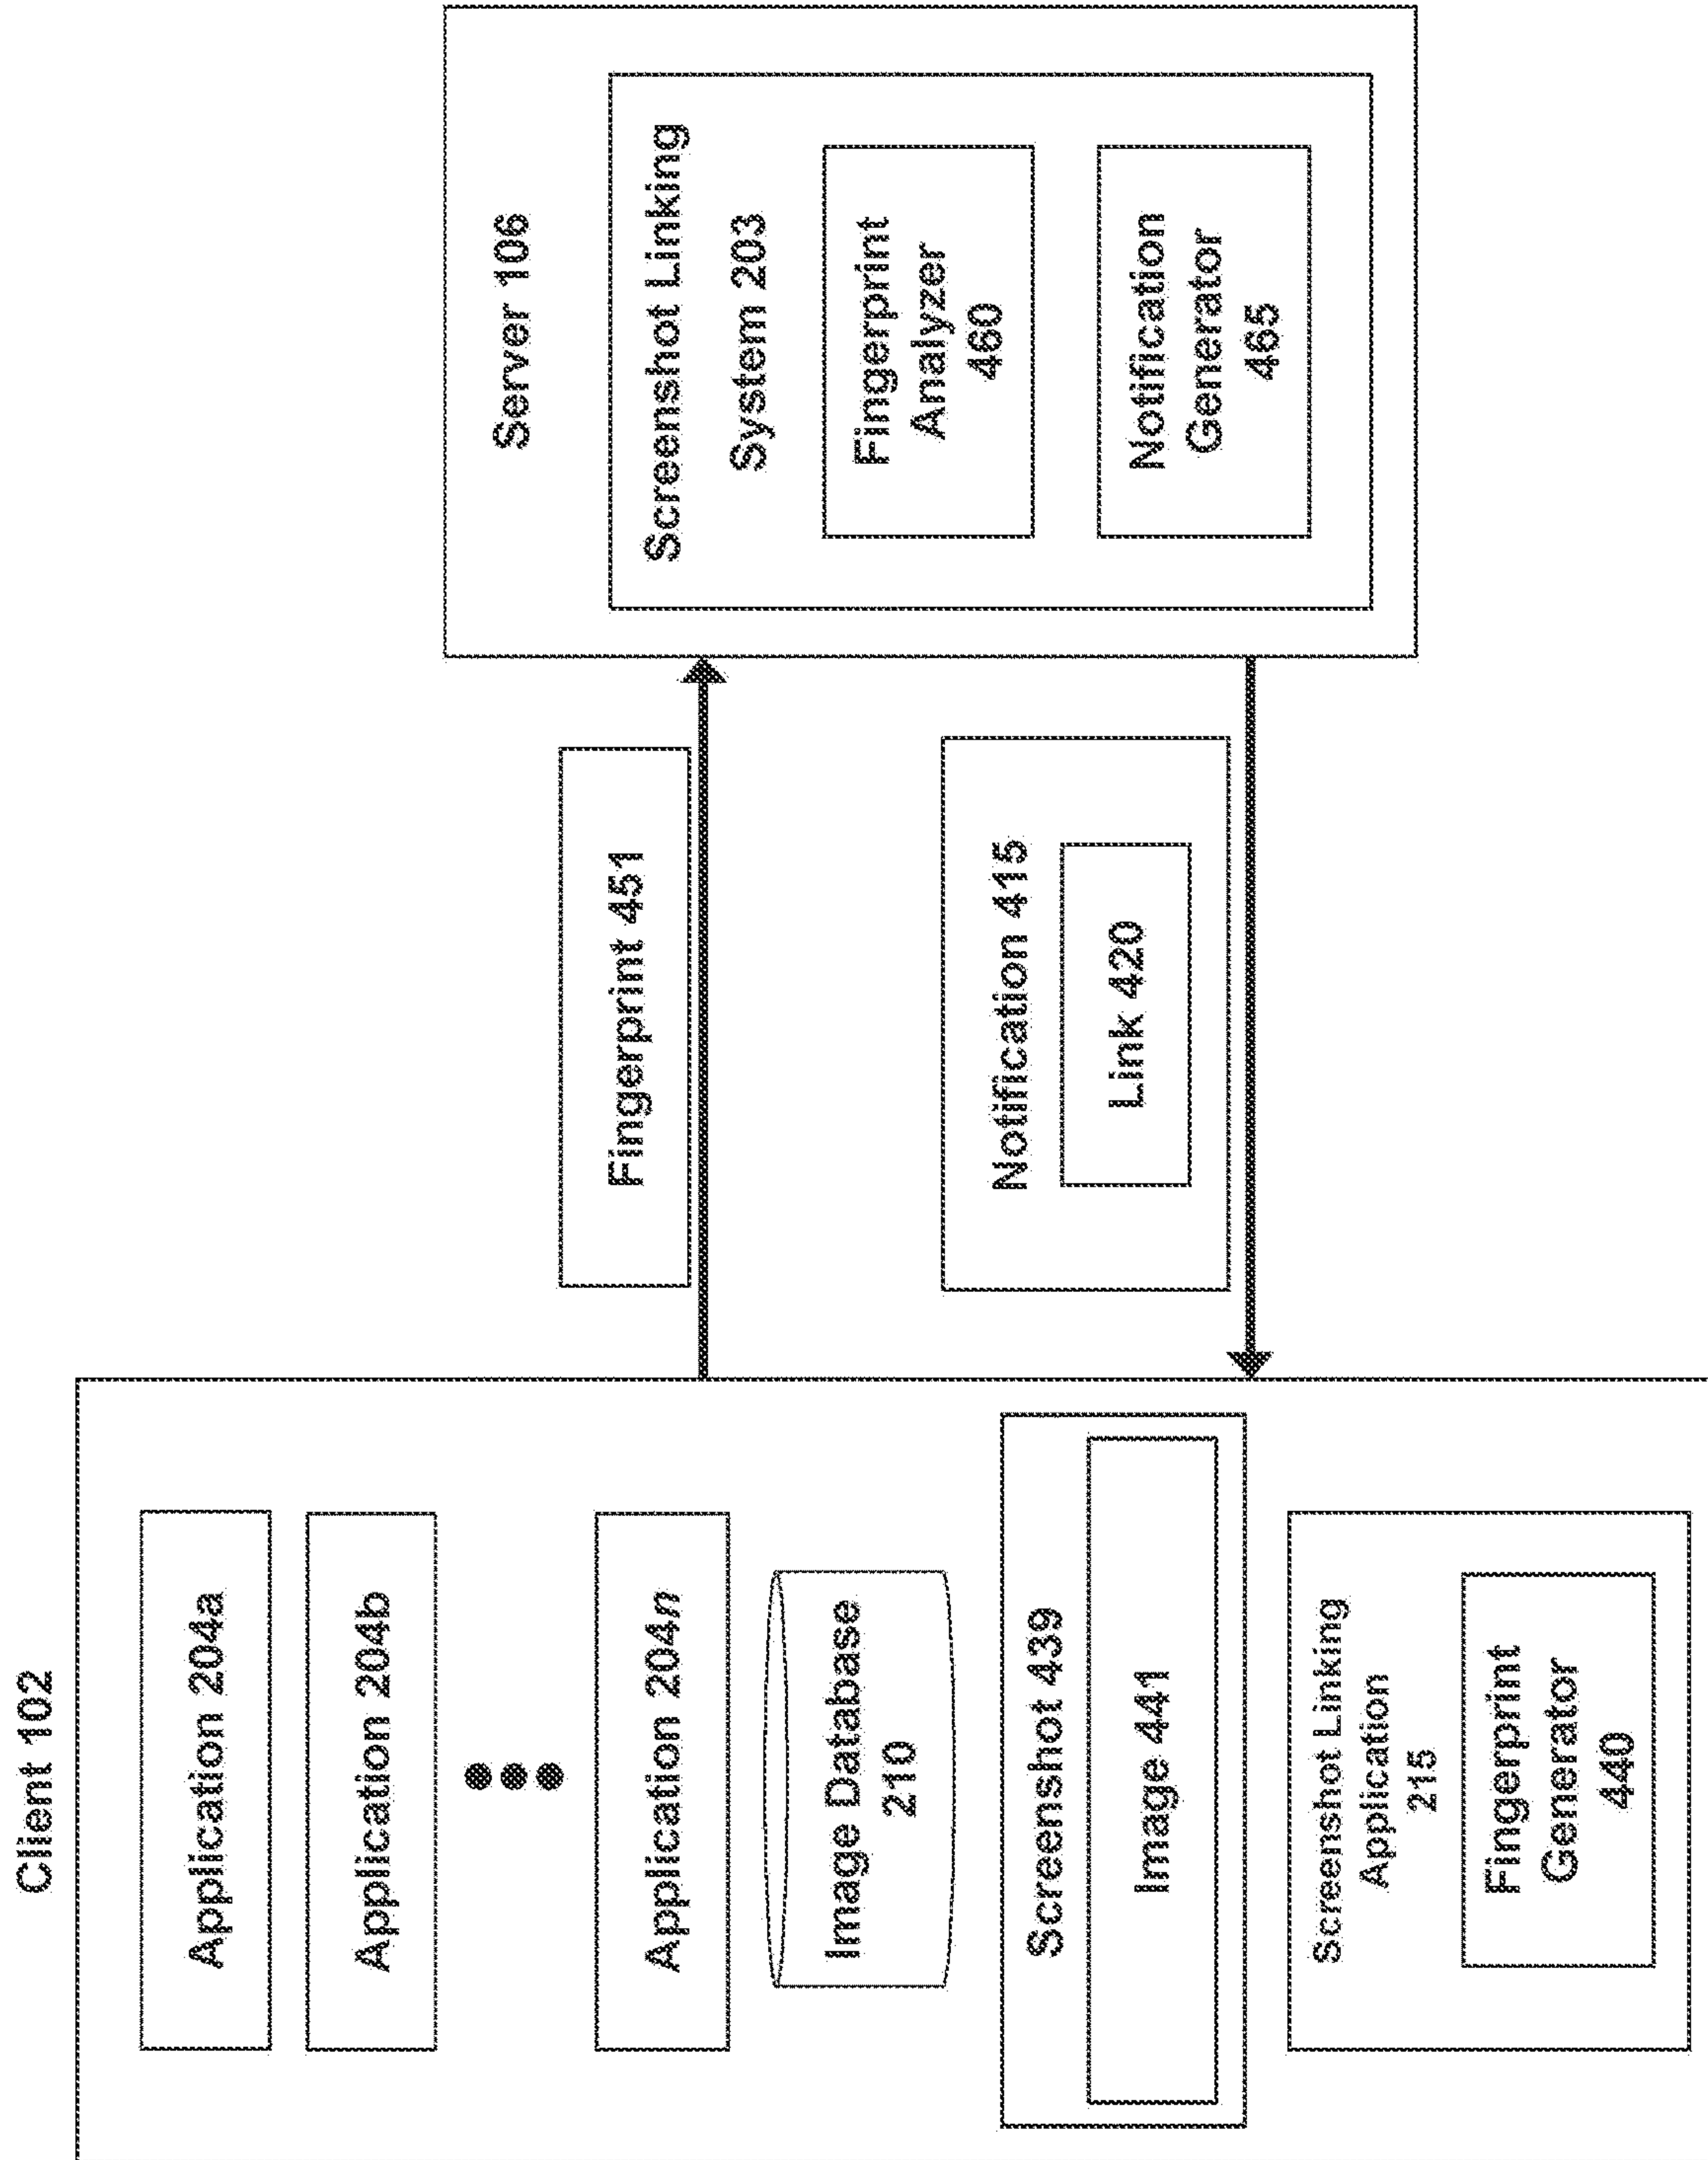 Client 102
Application 204a
Application 204b
Application 204n
Image Database
210
Screenshot 439
Image 441
Screenshot Linking
Application
215
Fingerprint
Generator
440
Fingerprint 451
Notification 415
Link 420
Server 106
Screenshot Linking
System 203
Fingerprint
Analyzer
460
Notification
Generator
465